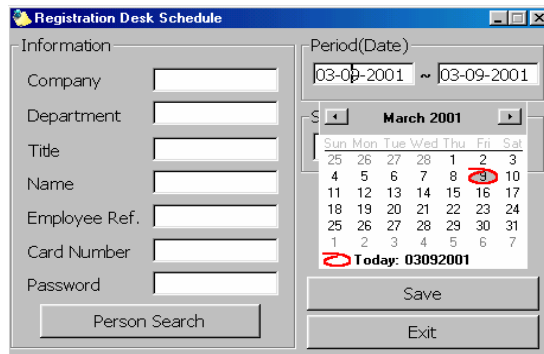 Registration Desk Schedule
Information
Company
Department
Title
Name
Employee Ref.
Card Number
Password
Person Search
Period(Date)
03-09-2001 ~ 03-09-2001
S
March 2001
Sun Mon Tue Wed Thu Fri Sat
25 26 27 28 1 2 3
4 5 6 7 8 9 10
11 12 13 14 15 16 17
18 19 20 21 22 23 24
25 26 27 28 29 30 31
1 2 3 4 5 6 7
Today: 03092001
Save
Exit